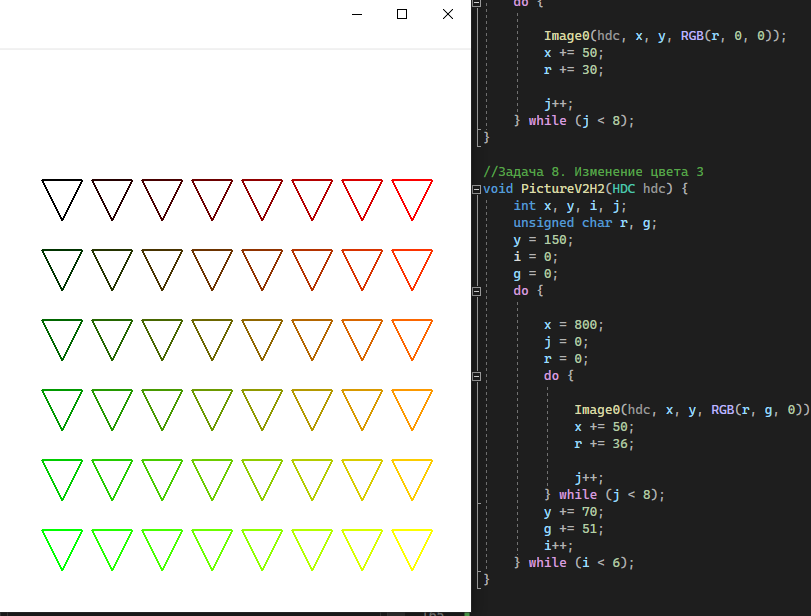 do {
Image0(hdc, x, y, RGB(r, 0, 0));
x += 50;
r += 30;
j++;
} while (j < 8);
}
//Задача 8. Изменение цвета 3
void PictureV2H2(HDC hdc) {
int x, y, i, j;
unsigned char r, g;
y = 150;
i = 0;
g = 0;
do {
x = 800;
j = 0;
r = 0;
do {
Image0(hdc, x, y, RGB(r, g, 0))
x += 50;
r += 36;
j++;
} while (j < 8);
y += 70;
g += 51;
i++;
} while (i < 6);
}